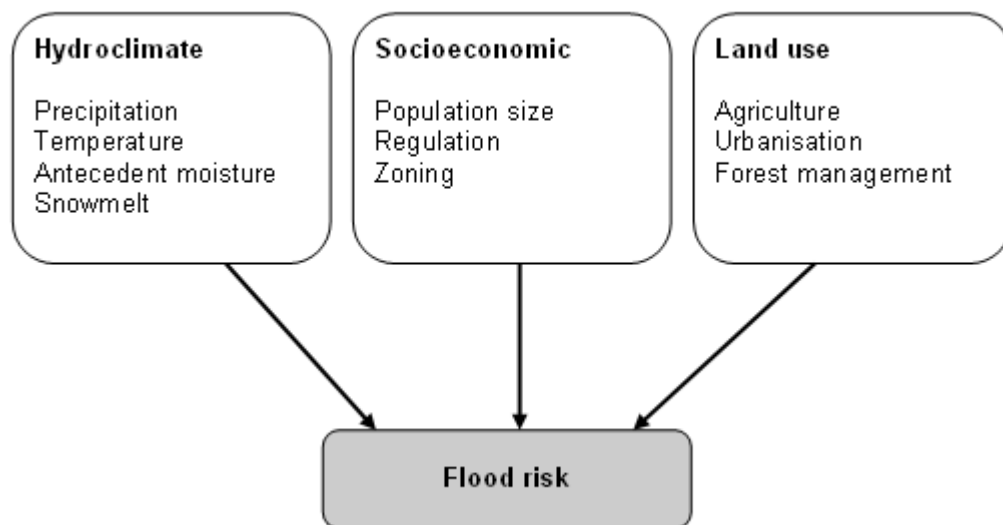 Hydroclimate
Precipitation
Temperature
Antecedent moisture
Snowmelt
Socioeconomic
Population size
Regulation
Zoning
Land use
Agriculture
Urbanisation
Forest management
Flood risk